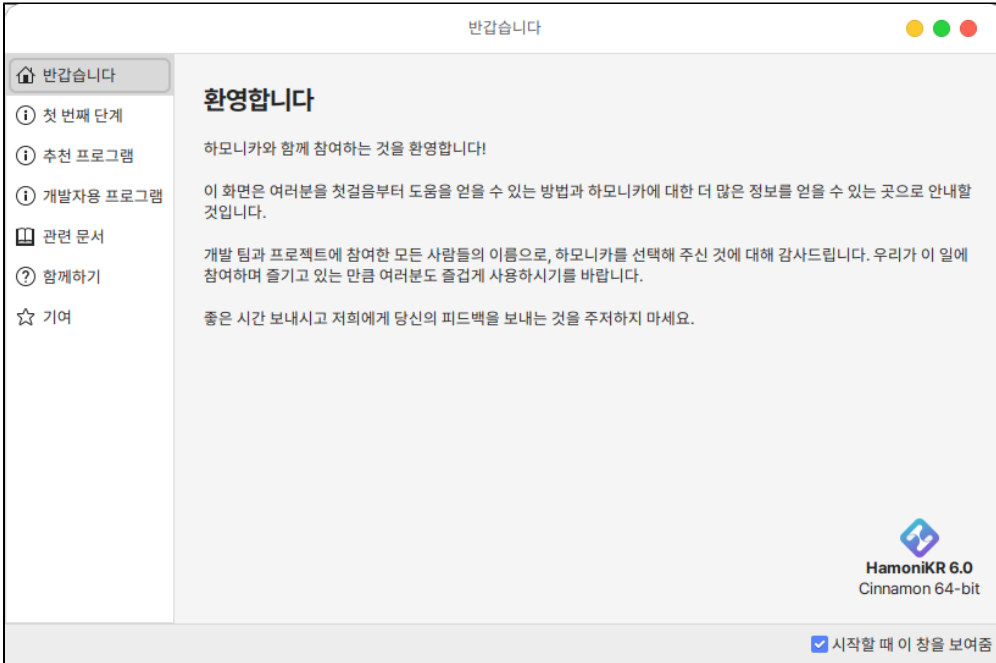 반갑습니다
반갑습니다
첫 번째 단계
추천 프로그램
개발자용 프로그램
관련 문서
함께하기
기여
환영합니다
하모니카와 함께 참여하는 것을 환영합니다!
이 화면은 여러분을 첫걸음부터 도움을 얻을 수 있는 방법과 하모니카에 대한 더 많은 정보를 얻을 수 있는 곳으로 안내할
것입니다.
개발 팀과 프로젝트에 참여한 모든 사람들의 이름으로, 하모니카를 선택해 주신 것에 대해 감사드립니다. 우리가 이 일에
참여하며 즐기고 있는 만큼 여러분도 즐겁게 사용하시기를 바랍니다.
좋은 시간 보내시고 저희에게 당신의 피드백을 보내는 것을 주저하지 마세요.
HamoniKR 6.0
Cinnamon 64-bit
시작할 때 이 창을 보여줌